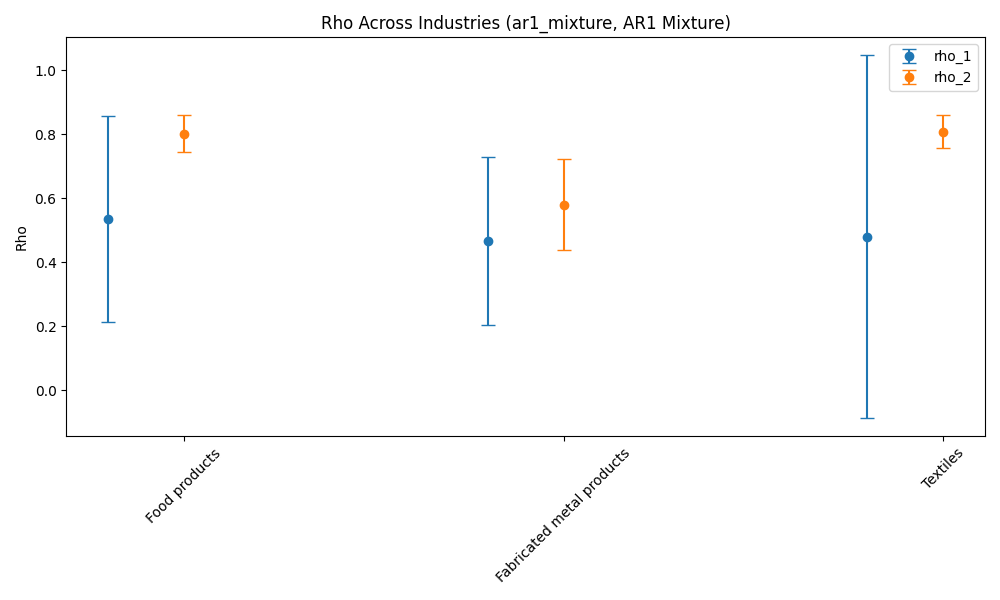 Rho Across Industries (ar1_mixture, AR1 Mixture)
rho_1
rho_2
1.0
0.8
0.6
0.4
0.2
0.0
Rho
Food products
Fabricated metal products
Textiles